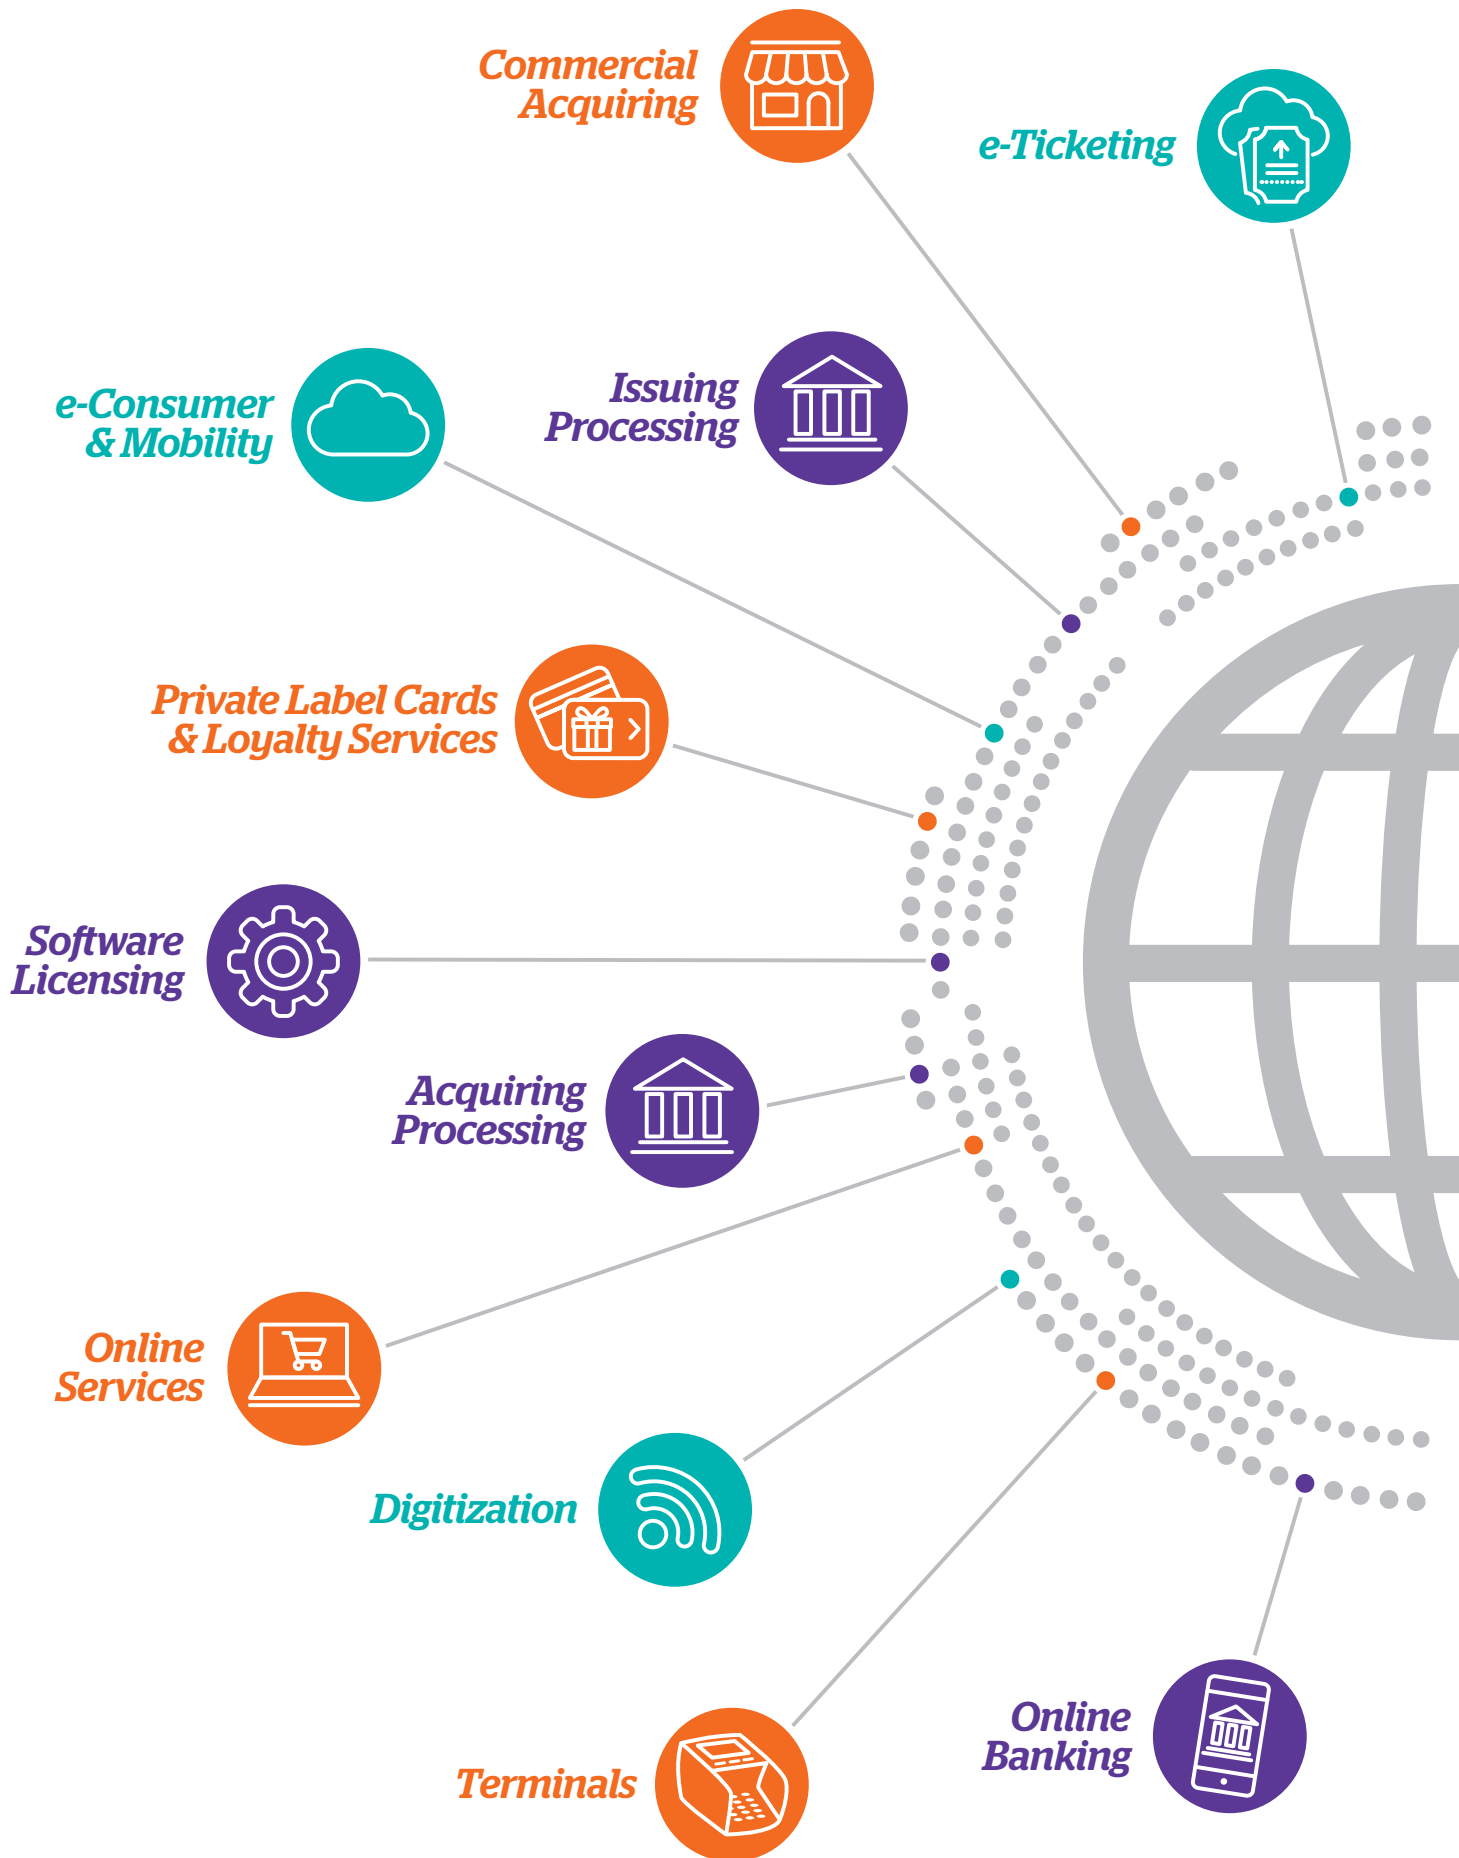 Commercial
Acquiring
e-Ticketing
Issuing
Processing
e-Consumer
& Mobility
Private Label Cards
& Loyalty Services
Software
Licensing
Acquiring
Processing
Online
Services
Digitization
Online
Banking
Terminals